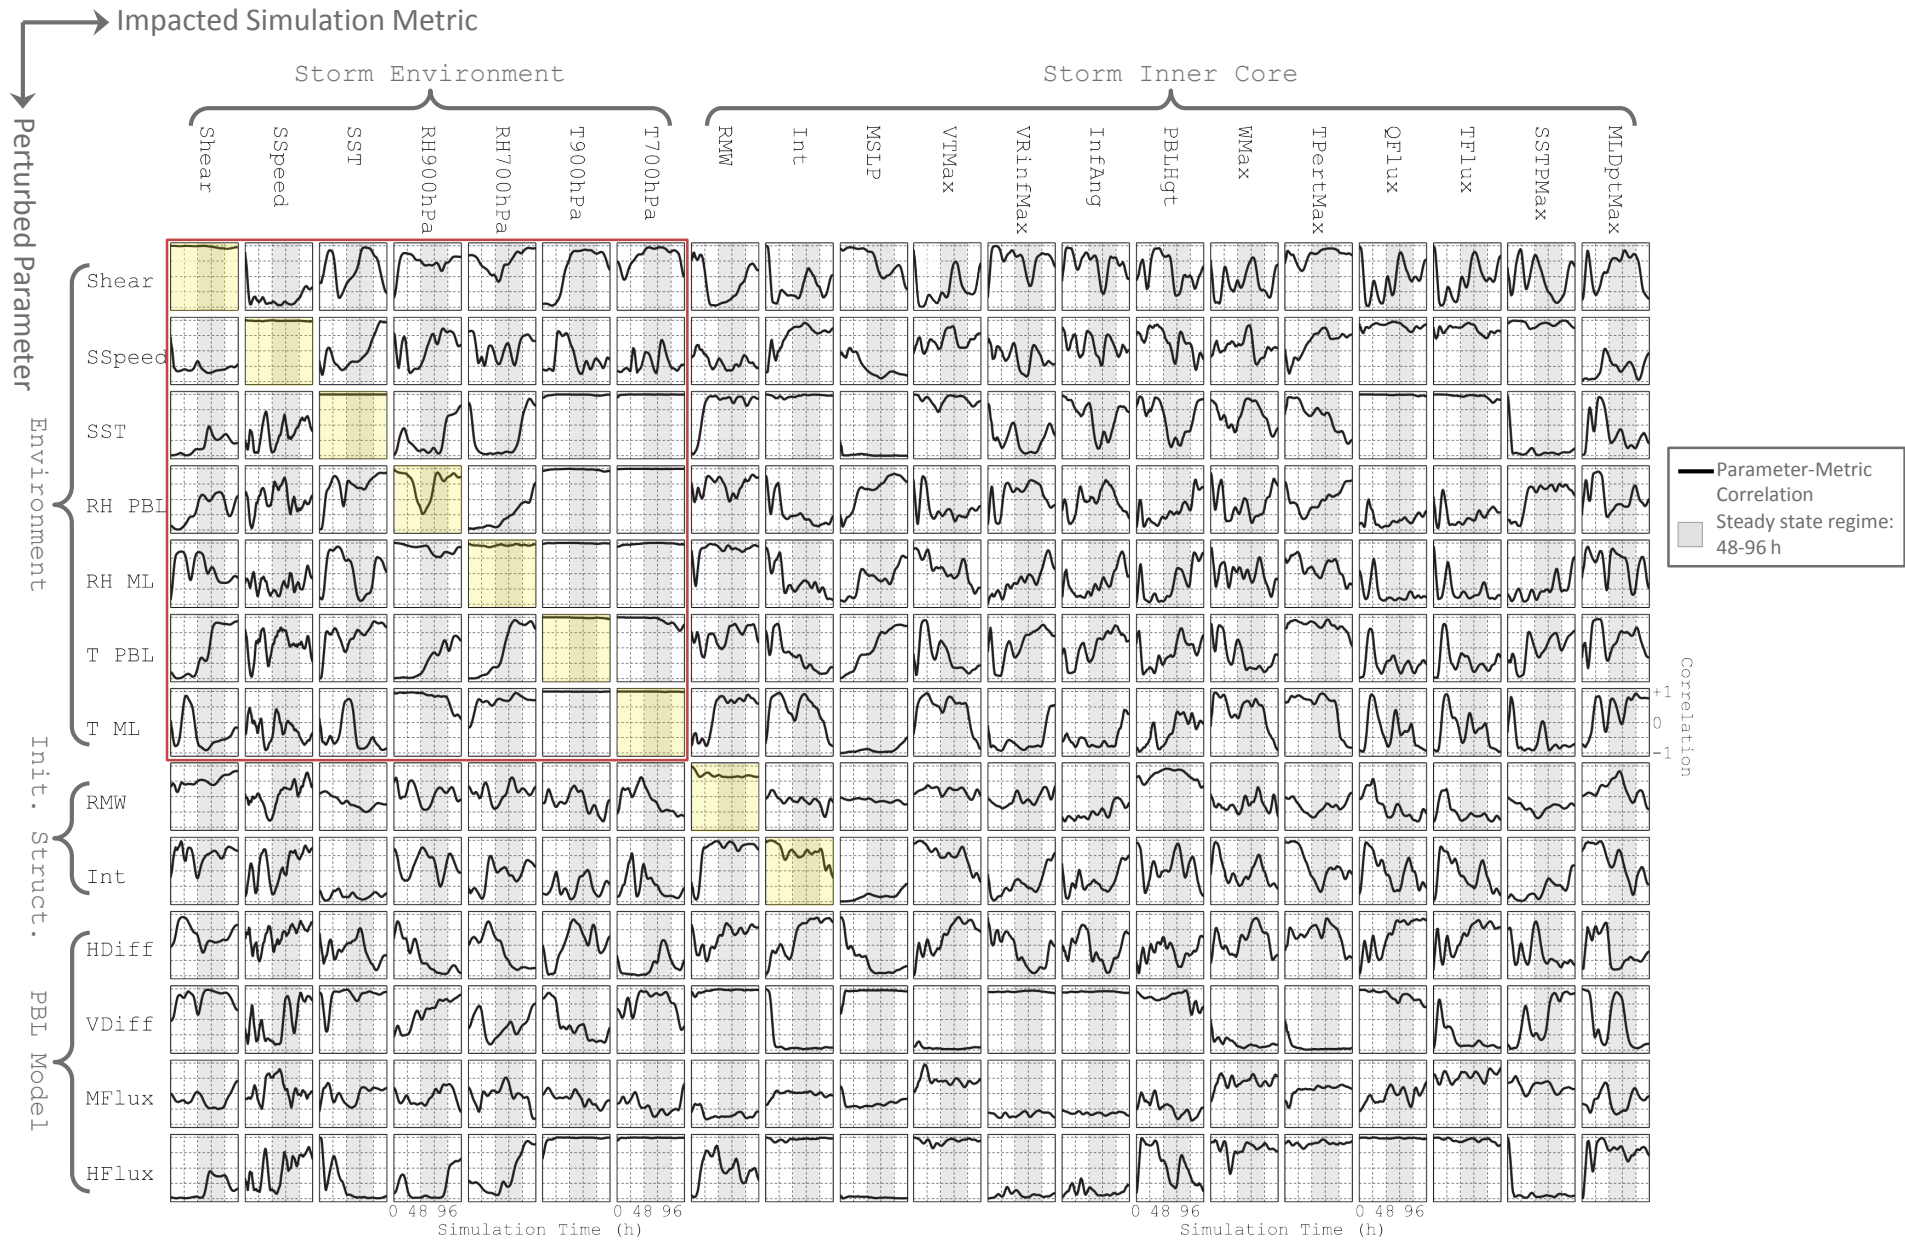 Impacted Simulation Metric
Perturbed Parameter
Storm Environment
Storm Inner Core
Shear
SSpeed
SST
RH900hPa
RH700hPa
T900hPa
T700hPa
RMW
Int
MSLP
VTMax
VRinfMax
InfAng
PBLHgt
WMax
TPertMax
QFlux
TFlux
SSTPMax
MLDptMax
Environment
Shear
SSpeed
SST
RH PBL
RH ML
T PBL
T ML
Init. Struct.
RMW
Int
PBL Model
HDiff
VDiff
MFlux
HFlux
Parameter-Metric
Correlation
Steady state regime:
48-96 h
+1
0
-1
Correlation
0 48 96
0 48 96
0 48 96
0 48 96
Simulation Time (h)
Simulation Time (h)